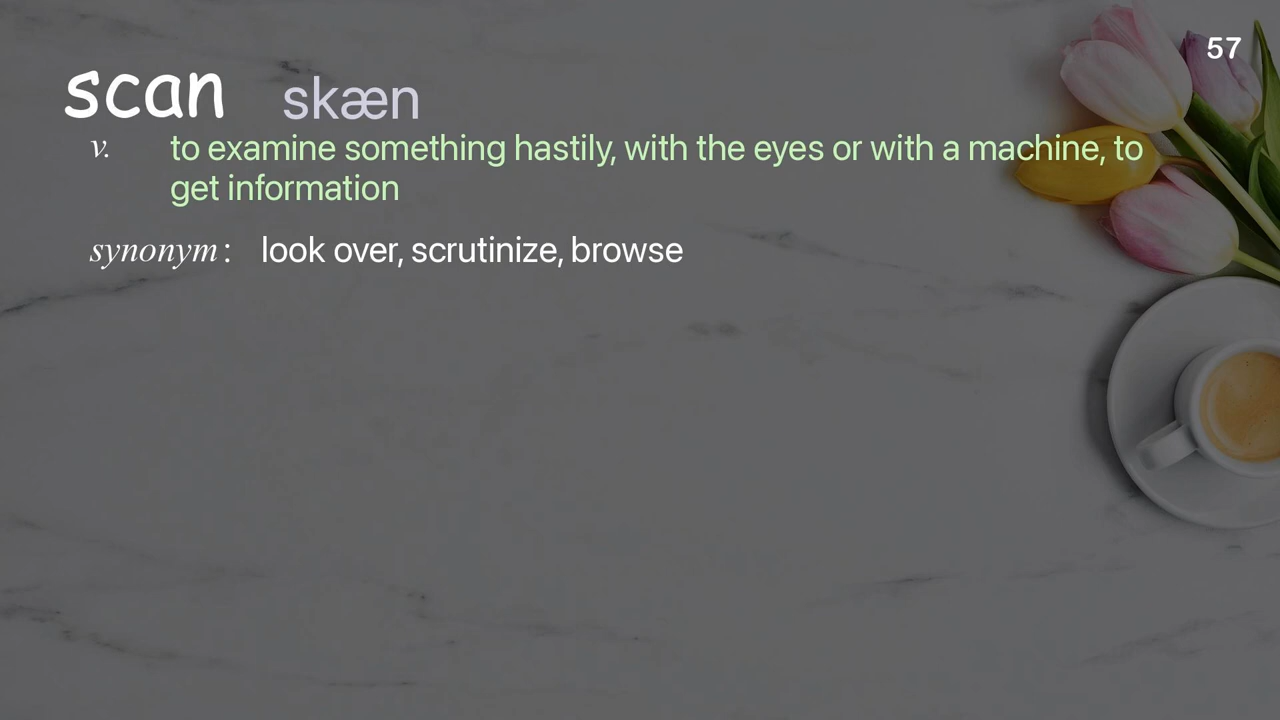 57
scan skæn
v. to examine something hastily, with the eyes or with a machine, to
get information
synonym: look over, scrutinize, browse